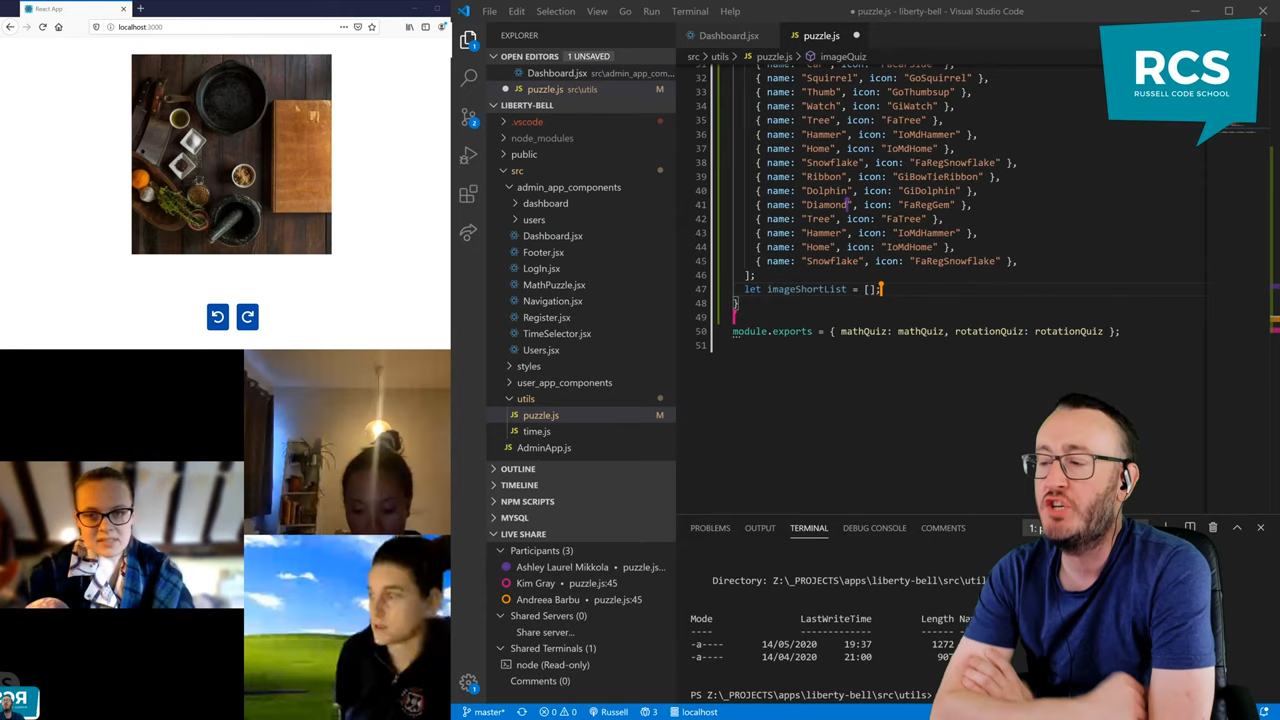 React App
localhost:3000
File Edit Selection View Go Run Terminal Help
puzzle.js - liberty-bell - Visual Studio Code
EXPLORER
OPEN EDITORS 1 UNSAVED
Dashboard.jsx src\admin_app_com...
puzzle.js src\utils M
LIBERTY-BELL
.vscode
node_modules
public
src
admin_app_components
dashboard
users
Dashboard.jsx
Footer.jsx
LogIn.jsx
MathPuzzle.jsx
Navigation.jsx
Register.jsx
TimeSelector.jsx
Users.jsx
styles
user_app_components
utils
puzzle.js M
time.js
AdminApp.js
OUTLINE
TIMELINE
NPM SCRIPTS
MYSQL
LIVE SHARE
Participants (3)
Ashley Laurel Mikkola • puzzle.js...
Kim Gray • puzzle.js:45
Andreea Barbu • puzzle.js:45
Shared Servers (0)
Share server...
Shared Terminals (1)
node (Read-only)
Comments (0)
Dashboard.jsx puzzle.js
src > utils > puzzle.js > imageQuiz
32 { name: "Squirrel", icon: "GoSquirrel" },
33 { name: "Thumb", icon: "GoThumbsup" },
34 { name: "Watch", icon: "GiWatch" },
35 { name: "Tree", icon: "FaTree" },
36 { name: "Hammer", icon: "IoMdHammer" },
37 { name: "Home", icon: "IoMdHome" },
38 { name: "Snowflake", icon: "FaRegSnowflake" },
39 { name: "Ribbon", icon: "GiBowTieRibbon" },
40 { name: "Dolphin", icon: "GiDolphin" },
41 { name: "Diamond", icon: "FaRegGem" },
42 { name: "Tree", icon: "FaTree" },
43 { name: "Hammer", icon: "IoMdHammer" },
44 { name: "Home", icon: "IoMdHome" },
45 { name: "Snowflake", icon: "FaRegSnowflake" },
46 ];
47 let imageShortList = [];
48 }
49
50 module.exports = { mathQuiz: mathQuiz, rotationQuiz: rotationQuiz };
51
RCS
RUSSELL CODE SCHOOL
PROBLEMS OUTPUT TERMINAL DEBUG CONSOLE COMMENTS
Directory: Z:\_PROJECTS\apps\liberty-bell\src\uti
Mode LastWriteTime Length
---- ------------- ------
-a---- 14/05/2020 19:37 1272
-a---- 14/04/2020 21:00
PS Z:\_PROJECTS\apps\liberty-bell\src\utils>
master* 0 0 Russell 3 localhost